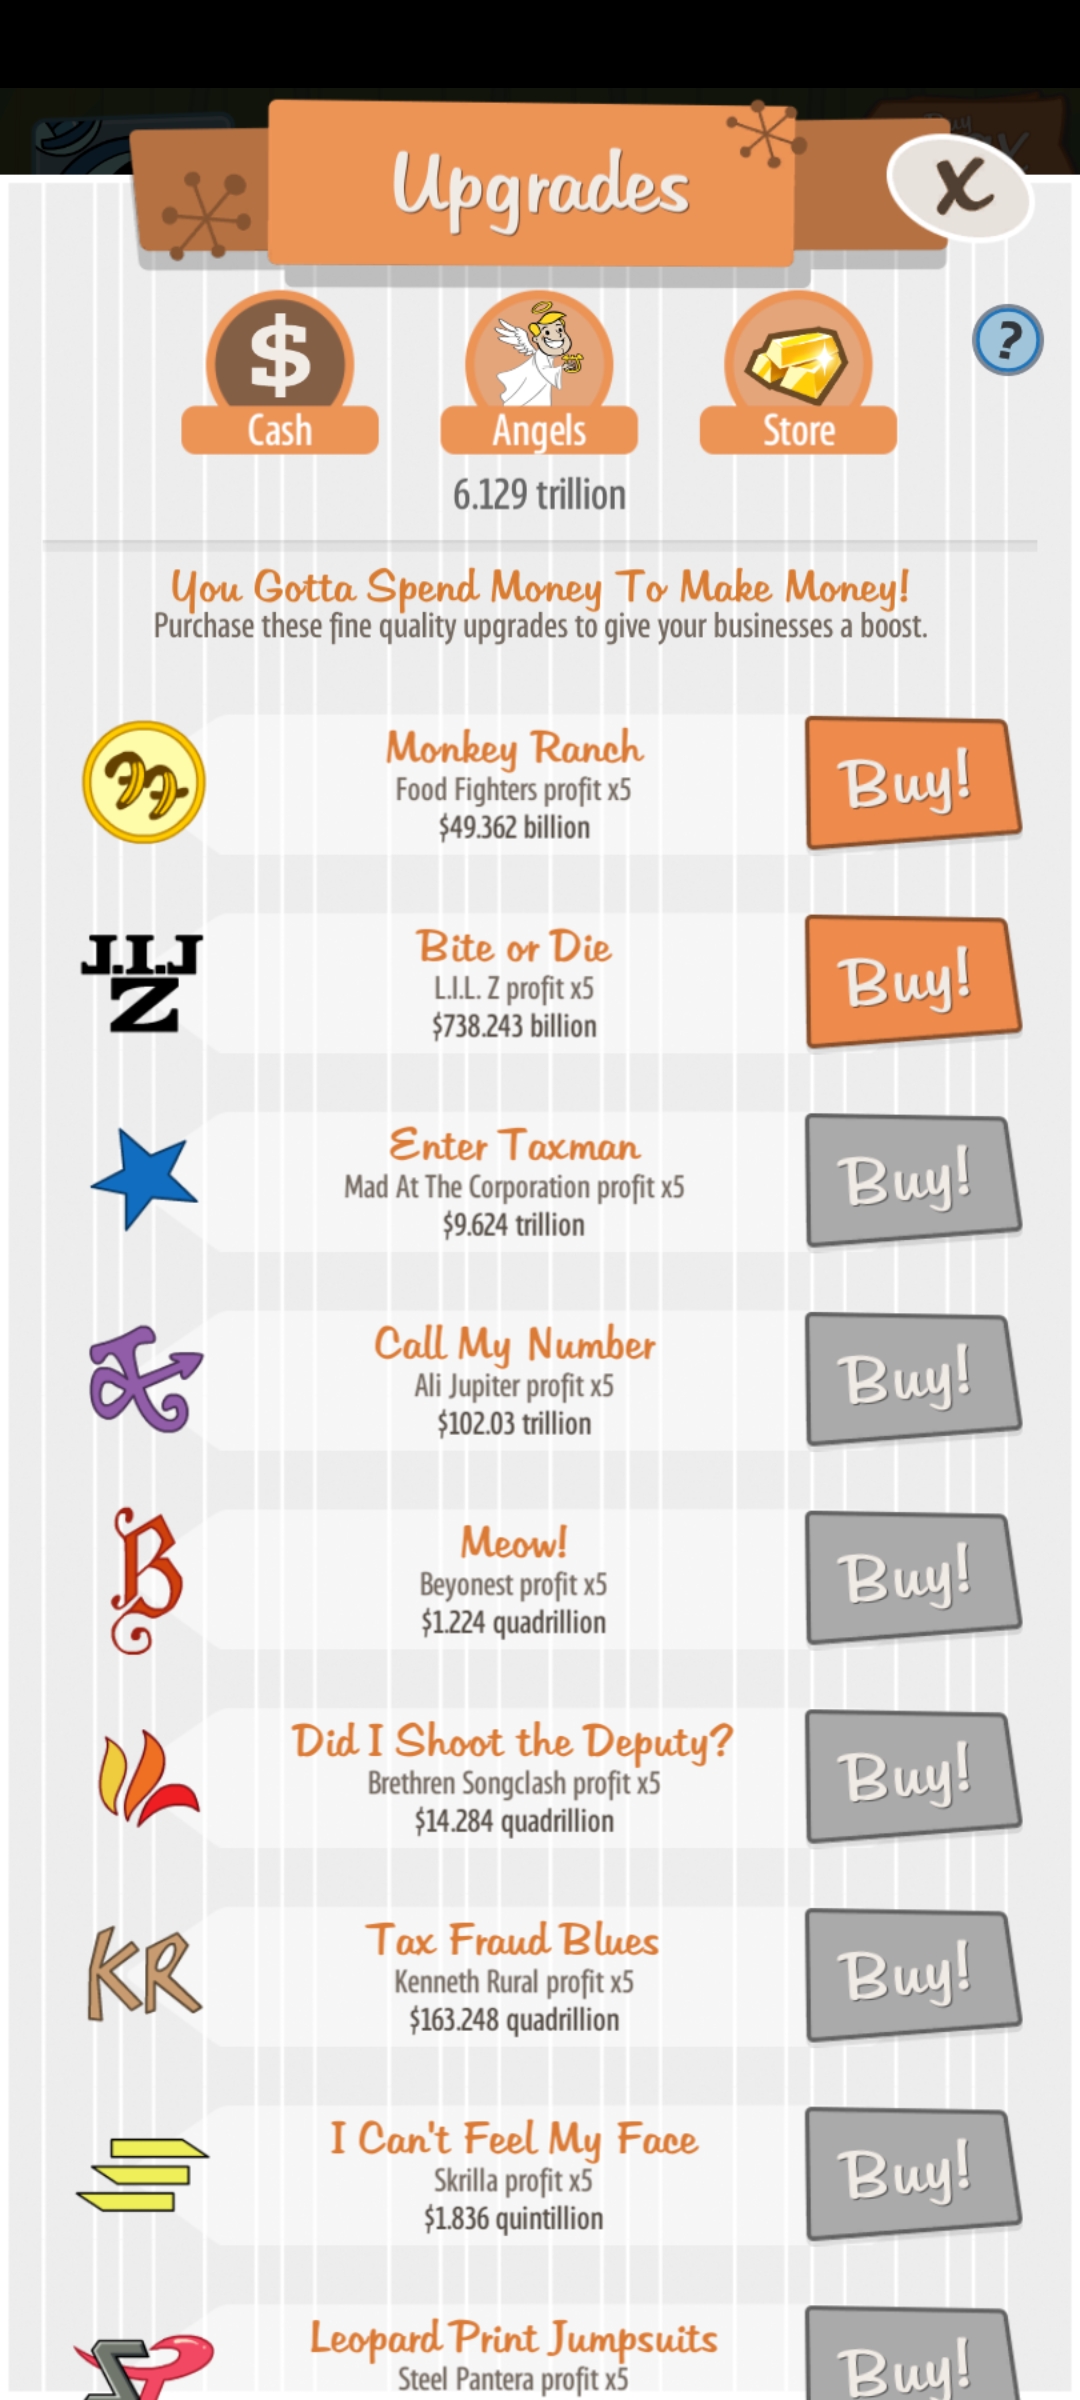 Buy
Upgrades
X
$
?
Cash
Angels
Store
6.129 trillion
You Gotta Spend Money To Make Money!
Purchase these fine quality upgrades to give your businesses a boost.
Monkey Ranch
Food Fighters profit x5
$49.362 billion
Buy!
J.I.J
Z
Bite or Die
L.I.L. Z profit x5
$738.243 billion
Buy!
Enter Taxman
Mad At The Corporation profit x5
$9.624 trillion
Buy!
Call My Number
Ali Jupiter profit x5
$102.03 trillion
Buy!
B
Meow!
Beyonest profit x5
$1.224 quadrillion
Buy!
Did I Shoot the Deputy?
Brethren Songclash profit x5
$14.284 quadrillion
Buy!
KR
Tax Fraud Blues
Kenneth Rural profit x5
$163.248 quadrillion
Buy!
I Can't Feel My Face
Skrilla profit x5
$1.836 quintillion
Buy!
Leopard Print Jumpsuits
Steel Pantera profit x5
Buy!